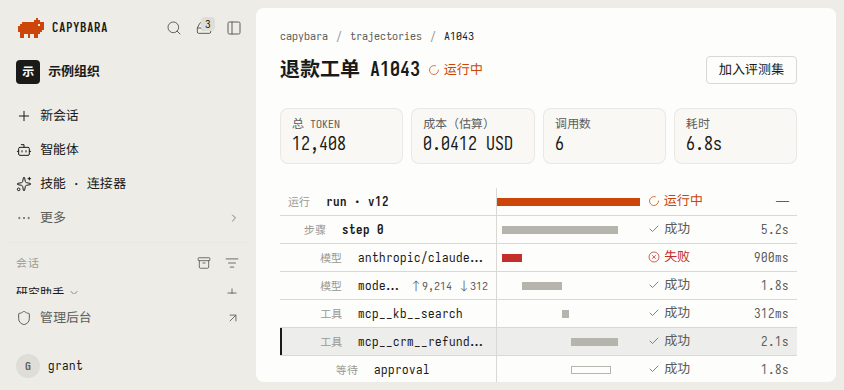 CAPYBARA
3
示 示例组织
新会话
智能体
技能 · 连接器
更多
会话
研究助手
管理后台
G grant
capybara / trajectories / A1043
退款工单 A1043 运行中
加入评测集
总 TOKEN
12,408
成本（估算）
0.0412 USD
调用数
6
耗时
6.8s
运行 run · v12 运行中 —
步骤 step 0 成功 5.2s
模型 anthropic/claude... 失败 900ms
模型 mode... ↑9,214 ↓312 成功 1.8s
工具 mcp__kb__search 成功 312ms
工具 mcp__crm__refund... 成功 2.1s
等待 approval 成功 1.8s